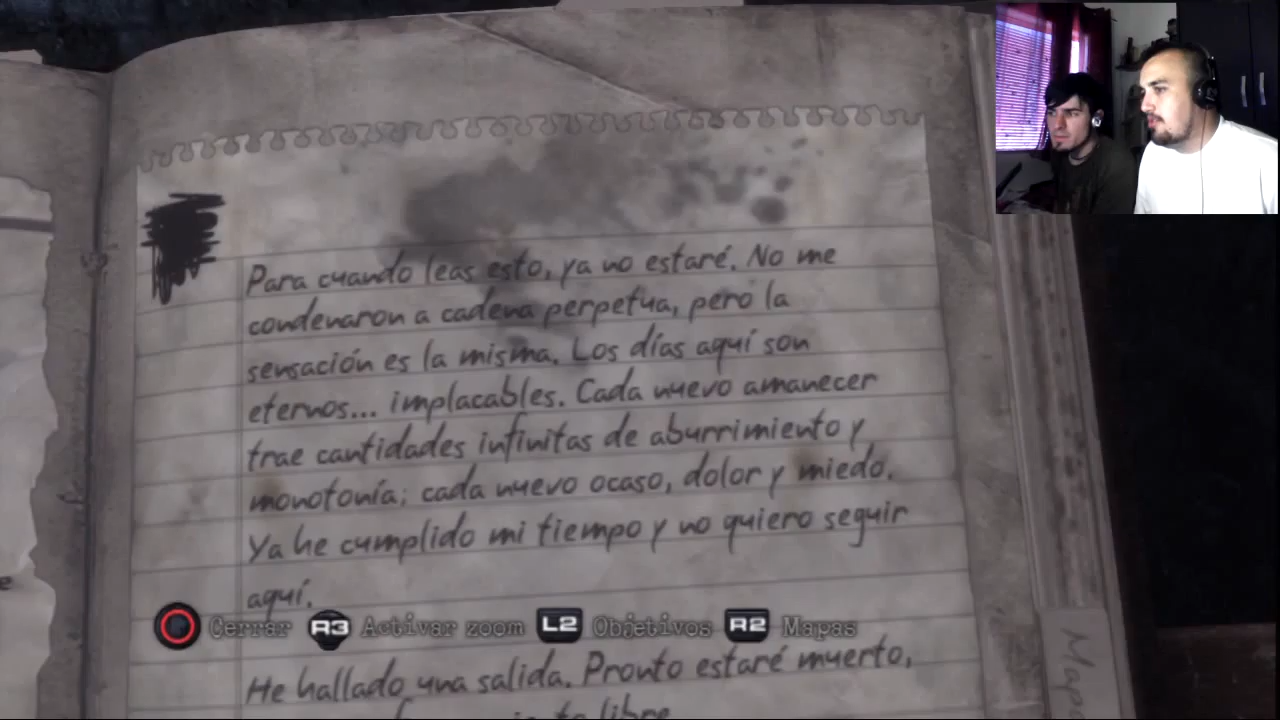 Para cuando leas esto, ya no estaré. No me
condenaron a cadena perpetua, pero la
sensación es la misma. Los días aquí son
eternos... implacables. Cada nuevo amanecer
trae cantidades infinitas de aburrimiento y
monotonía; cada nuevo ocaso, dolor y miedo.
Ya he cumplido mi tiempo y no quiero seguir
aquí.
Cerrar R3 Activar zoom L2 Objetivos R2 Mapas
He hallado una salida. Pronto estaré muerto,
libre
Mapas